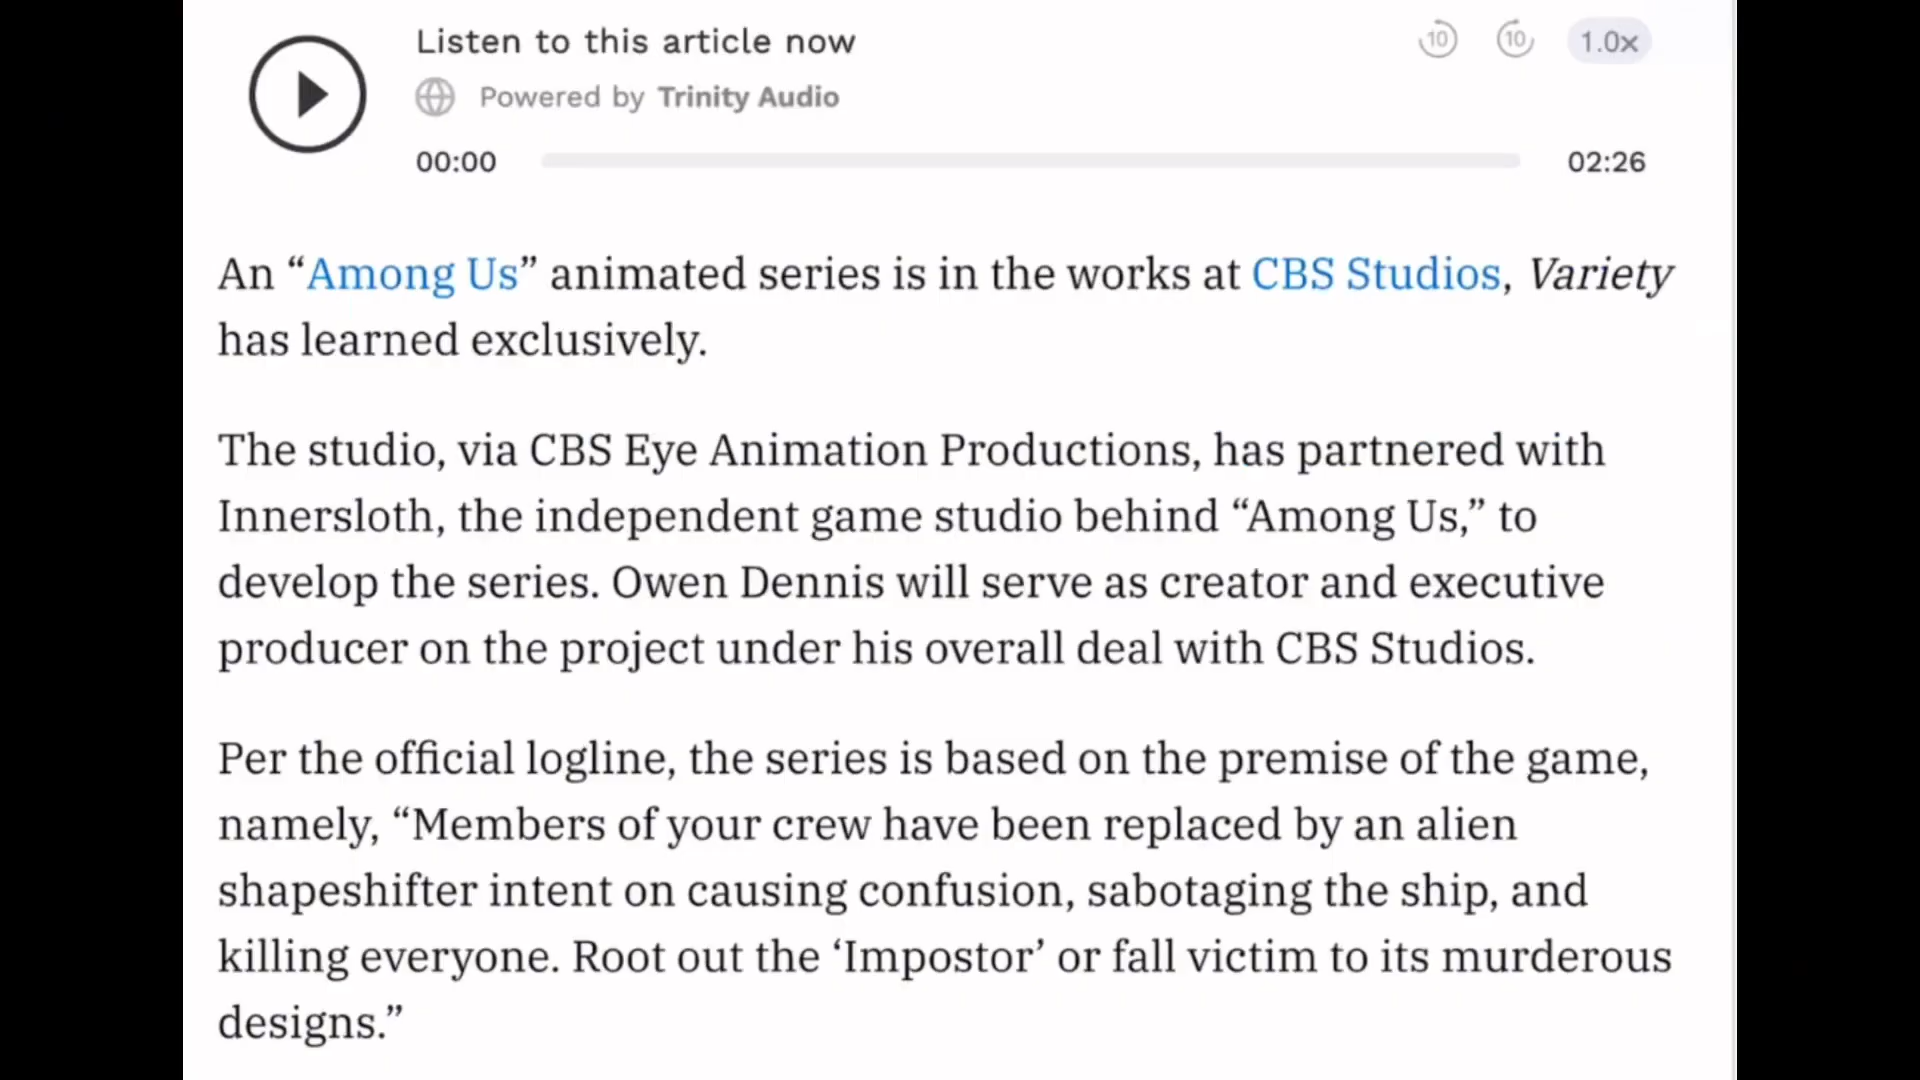 Listen to this article now
10
10
1.0x
Powered by Trinity Audio
00:00
02:26
An “Among Us” animated series is in the works at CBS Studios, Variety
has learned exclusively.
The studio, via CBS Eye Animation Productions, has partnered with
Innersloth, the independent game studio behind “Among Us,” to
develop the series. Owen Dennis will serve as creator and executive
producer on the project under his overall deal with CBS Studios.
Per the official logline, the series is based on the premise of the game,
namely, “Members of your crew have been replaced by an alien
shapeshifter intent on causing confusion, sabotaging the ship, and
killing everyone. Root out the ‘Impostor’ or fall victim to its murderous
designs.”